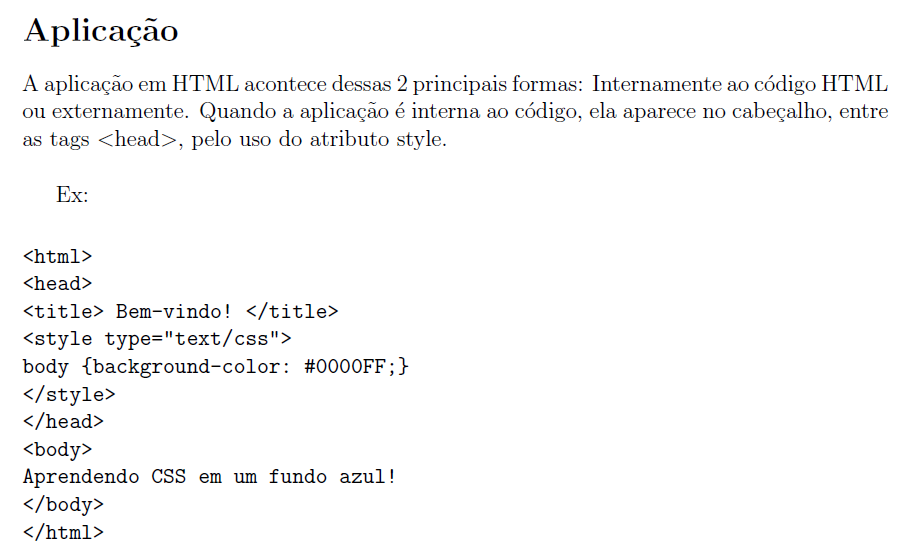 Aplicação
A aplicação em HTML acontece dessas 2 principais formas: Internamente ao código HTML
ou externamente. Quando a aplicação é interna ao código, ela aparece no cabeçalho, entre
as tags <head>, pelo uso do atributo style.
Ex:
<html>
<head>
<title> Bem-vindo! </title>
<style type="text/css">
body {background-color: #0000FF;}
</style>
</head>
<body>
Aprendendo CSS em um fundo azul!
</body>
</html>